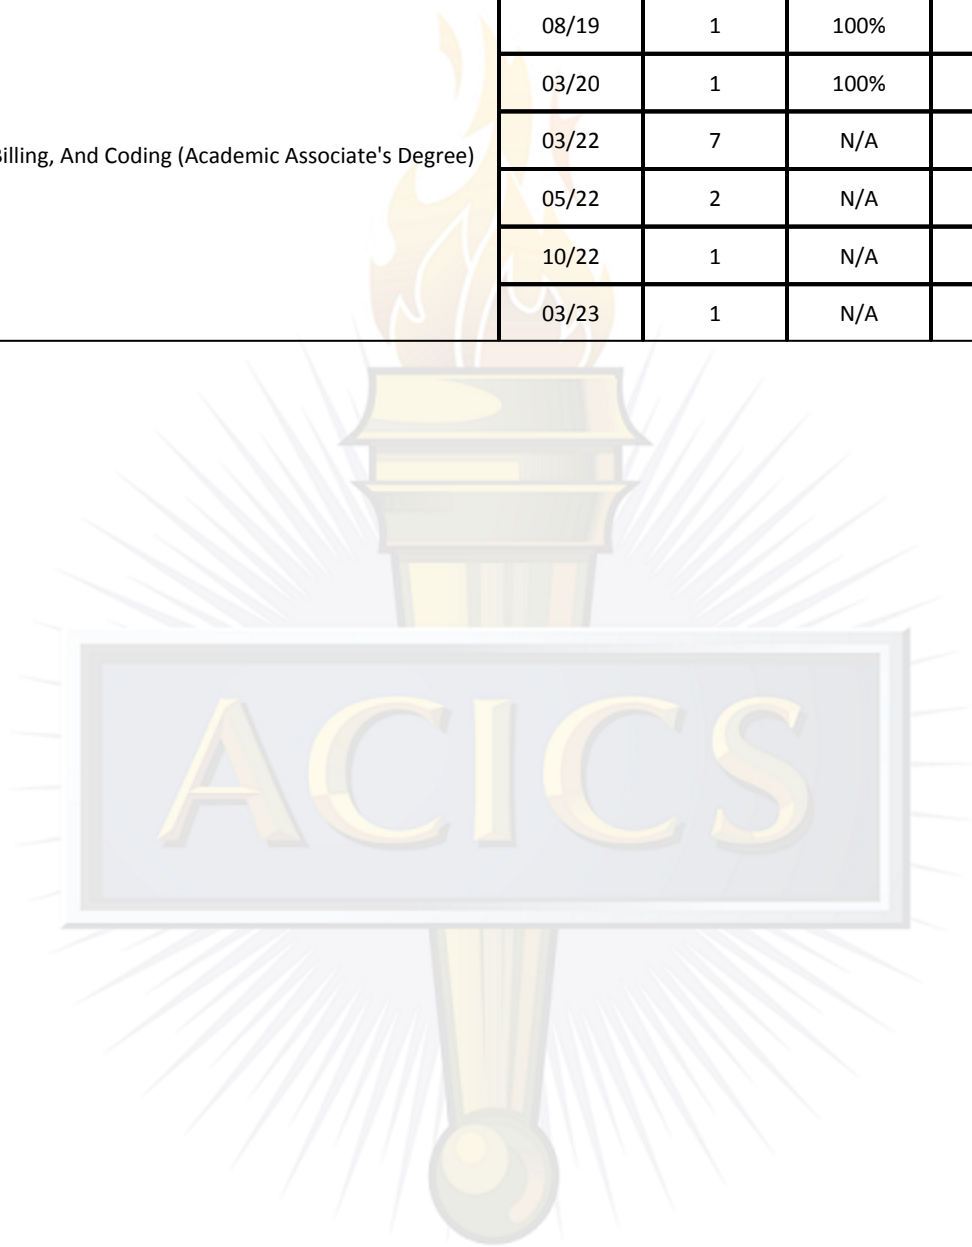 08/19 1 100%
03/20 1 100%
Billing, And Coding (Academic Associate's Degree) 03/22 7 N/A
05/22 2 N/A
10/22 1 N/A
03/23 1 N/A
ACICS